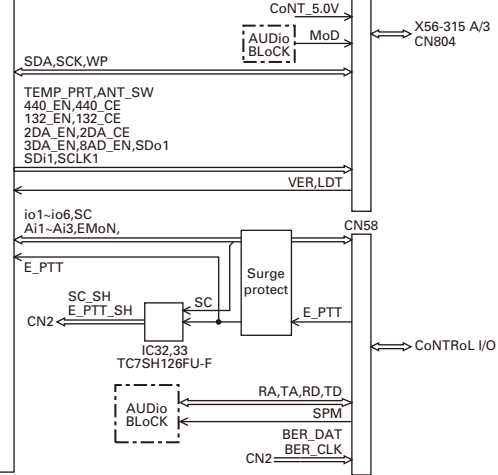 CoNT_5.0V
AUDio
BLoCK
MoD
X56-315 A/3
CN804
SDA,SCK,WP
TEMP_PRT,ANT_SW
440_EN,440_CE
132_EN,132_CE
2DA_EN,2DA_CE
3DA_EN,8AD_EN,SDo1
SDi1,SCLK1
VER,LDT
io1~io6,SC
Ai1~Ai3,EMoN,
CN58
E_PTT
Surge
protect
SC_SH
E_PTT_SH
SC
E_PTT
CN2
IC32,33
TC7SH126FU-F
CoNTRoL I/O
AUDio
BLoCK
RA,TA,RD,TD
SPM
BER_DAT
BER_CLK
CN2